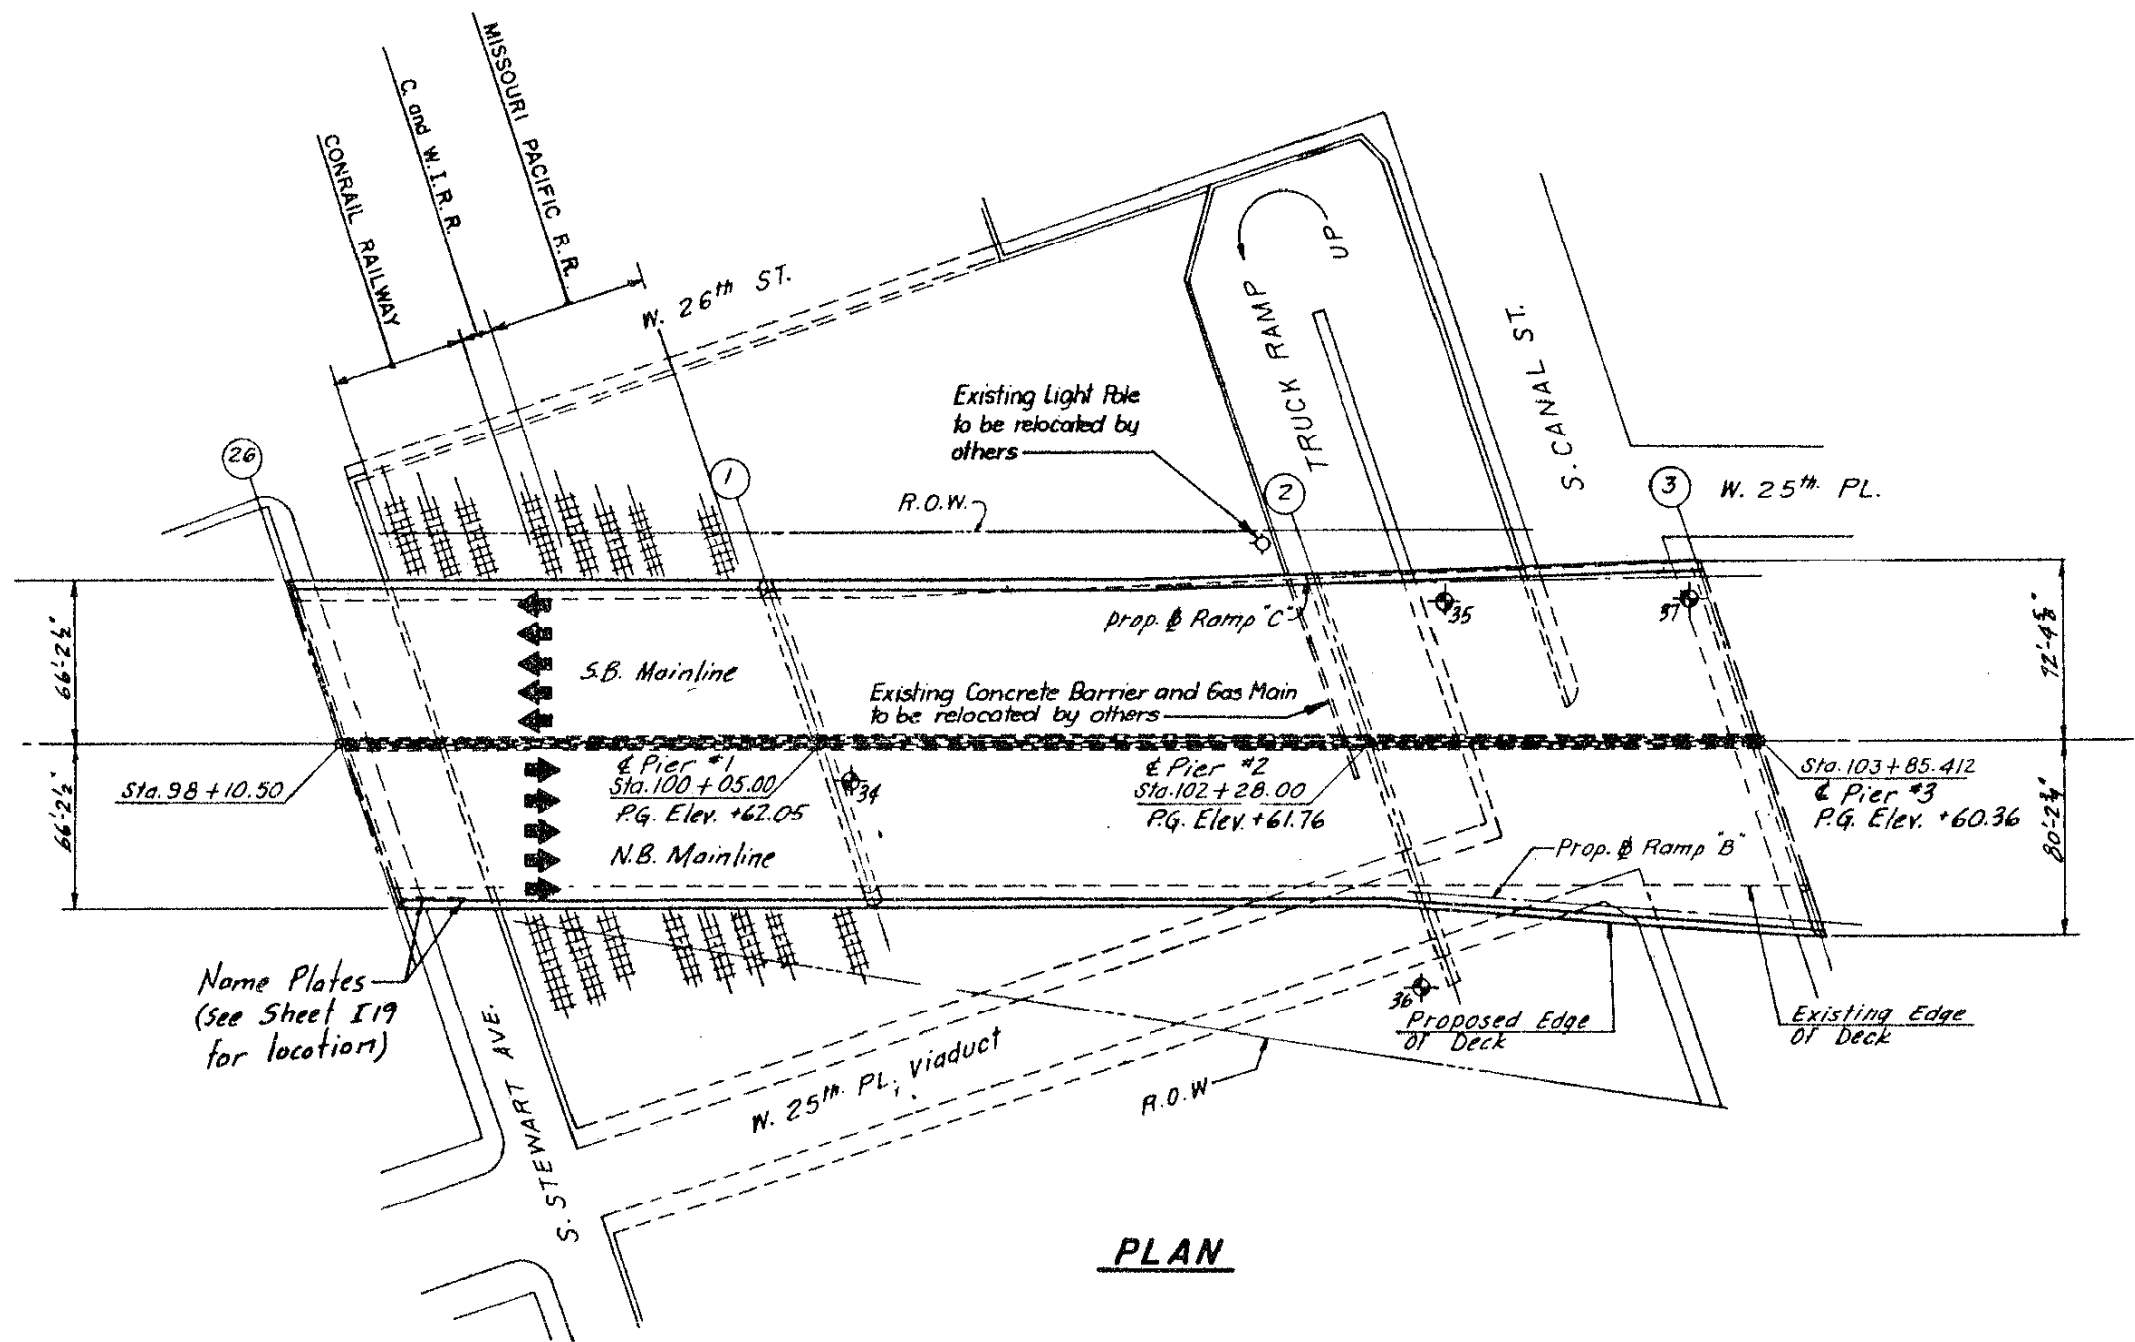 MISSOURI PACIFIC R.R.
C. and W.I.R.R.
CONRAIL RAILWAY
W. 26th ST.
UP
TRUCK RAMP
S. CANAL ST.
Existing Light Pole
to be relocated by
others
26
1
2
3
W. 25th PL.
R.O.W.
Prop. ℄ Ramp "C"
35
37
66'-2½"
72'-4⅝"
S.B. Mainline
Existing Concrete Barrier and Gas Main
to be relocated by others
Sta. 98+10.50
℄ Pier #1
Sta. 100+05.00
P.G. Elev. +62.05
34
℄ Pier #2
Sta. 102+28.00
P.G. Elev. +61.76
Sta. 103+85.412
℄ Pier #3
P.G. Elev. +60.36
66'-2½"
80'-2¾"
N.B. Mainline
Prop. ℄ Ramp "B"
Name Plates
(see Sheet I19
for location)
36
Proposed Edge
Of Deck
Existing Edge
Of Deck
S. STEWART AVE.
W. 25th PL. Viaduct
R.O.W
PLAN